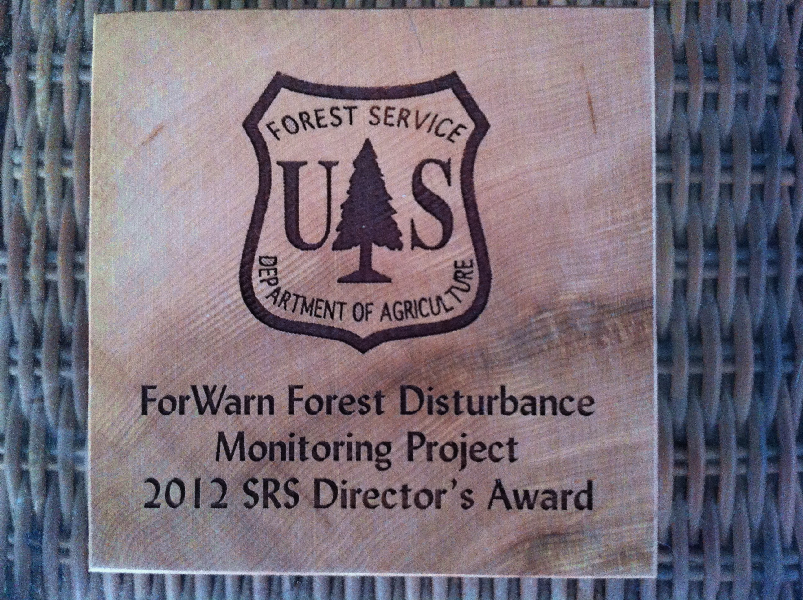 FOREST SERVICE
U S
DEPARTMENT OF AGRICULTURE
ForWarn Forest Disturbance
Monitoring Project
2012 SRS Director's Award